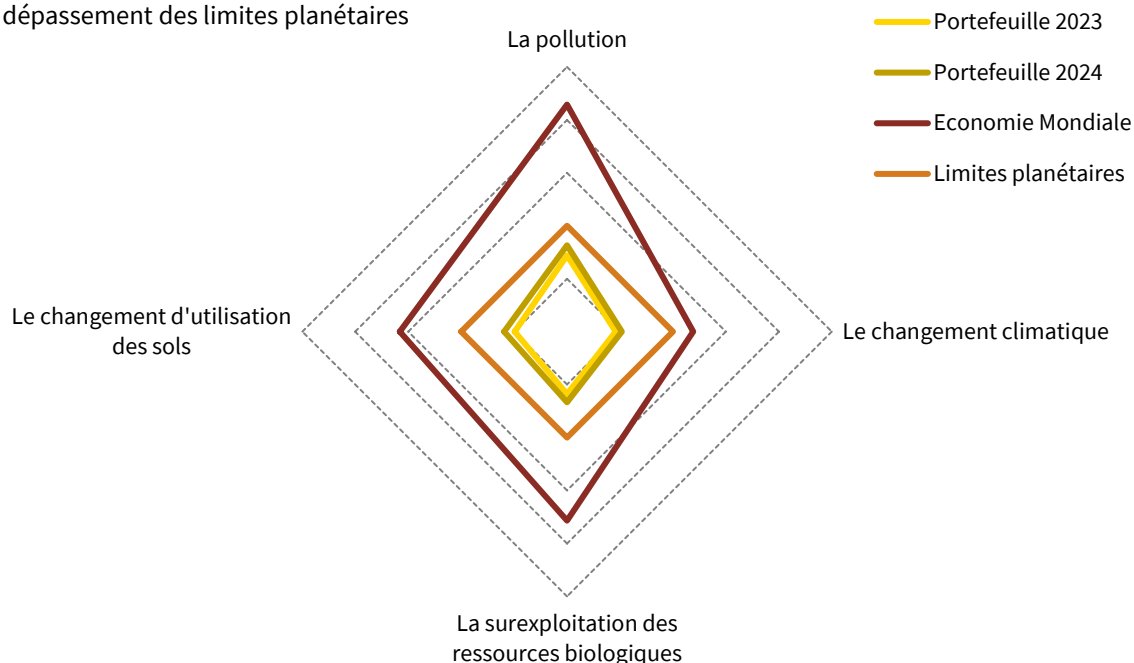 dépassement des limites planétaires
Portefeuille 2023
Portefeuille 2024
Economie Mondiale
Limites planétaires
La pollution
Le changement climatique
La surexploitation des
ressources biologiques
Le changement d'utilisation
des sols